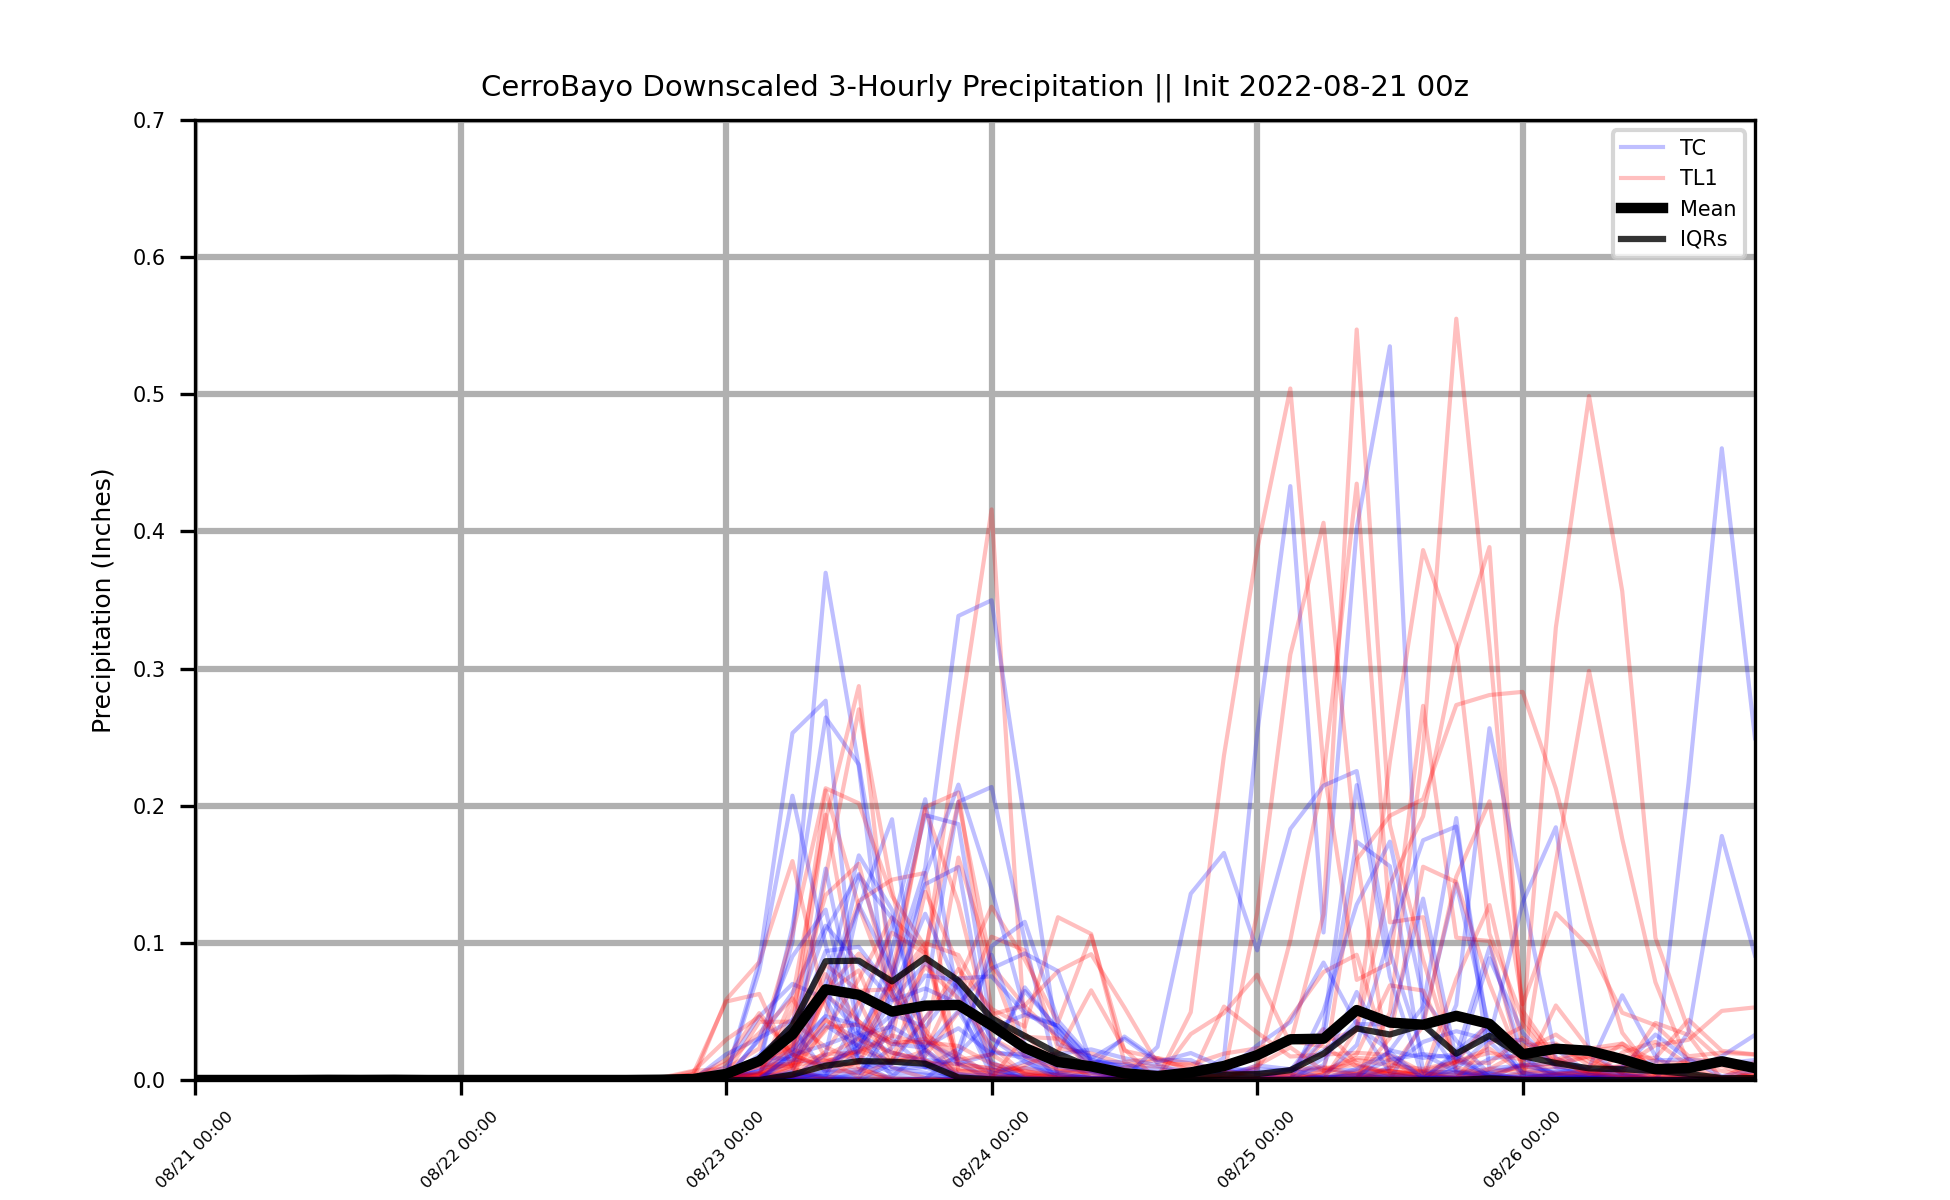 CerroBayo Downscaled 3-Hourly Precipitation || Init 2022-08-21 00z
TC
TL1
Mean
IQRs
Precipitation (Inches)
0.7
0.6
0.5
0.4
0.3
0.2
0.1
0.0
08/21 00:00
08/22 00:00
08/23 00:00
08/24 00:00
08/25 00:00
08/26 00:00